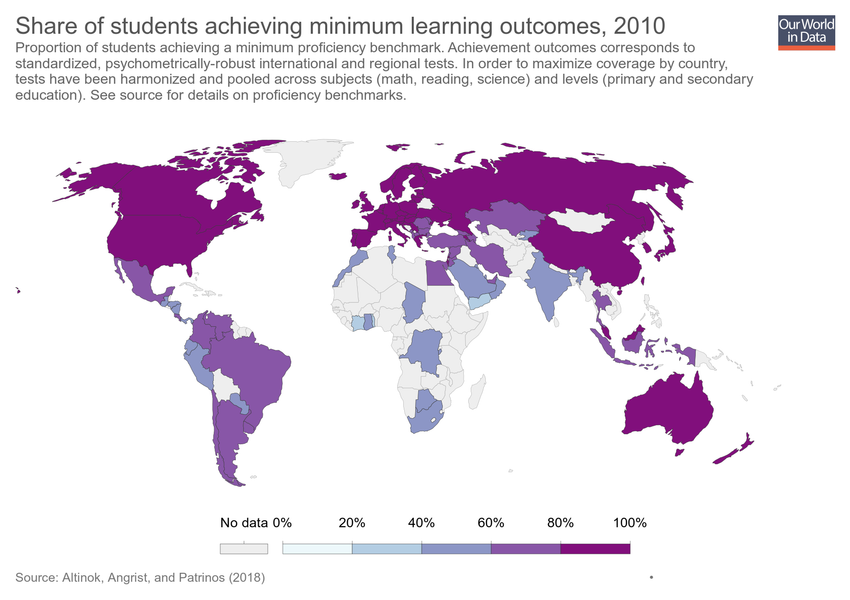 Share of students achieving minimum learning outcomes, 2010
Our World
in Data
Proportion of students achieving a minimum proficiency benchmark. Achievement outcomes corresponds to
standardized, psychometrically-robust international and regional tests. In order to maximize coverage by country,
tests have been harmonized and pooled across subjects (math, reading, science) and levels (primary and secondary
education). See source for details on proficiency benchmarks.
No data 0% 20% 40% 60% 80% 100%
Source: Altinok, Angrist, and Patrinos (2018) •